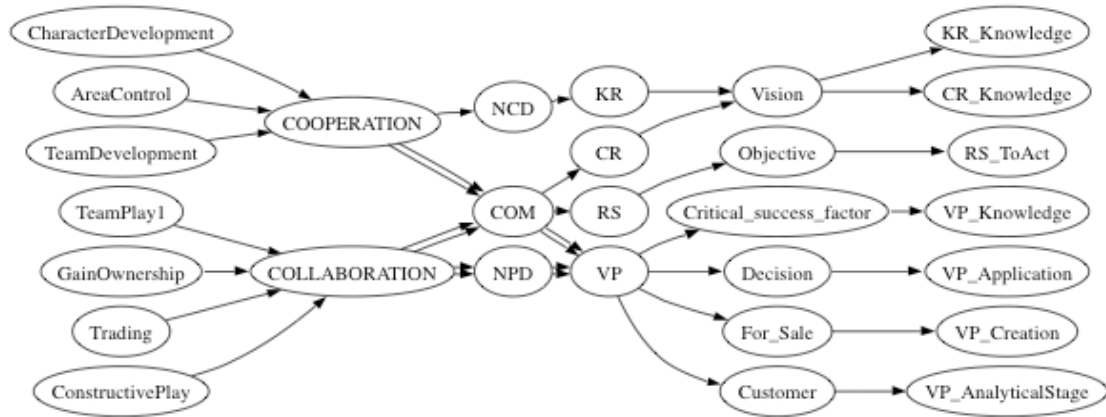 CharacterDevelopment
AreaControl
TeamDevelopment
TeamPlay1
GainOwnership
Trading
ConstructivePlay
COOPERATION
COLLABORATION
NCD
COM
NPD
KR
CR
RS
VP
Vision
Objective
Critical_success_factor
Decision
For_Sale
Customer
KR_Knowledge
CR_Knowledge
RS_ToAct
VP_Knowledge
VP_Application
VP_Creation
VP_AnalyticalStage